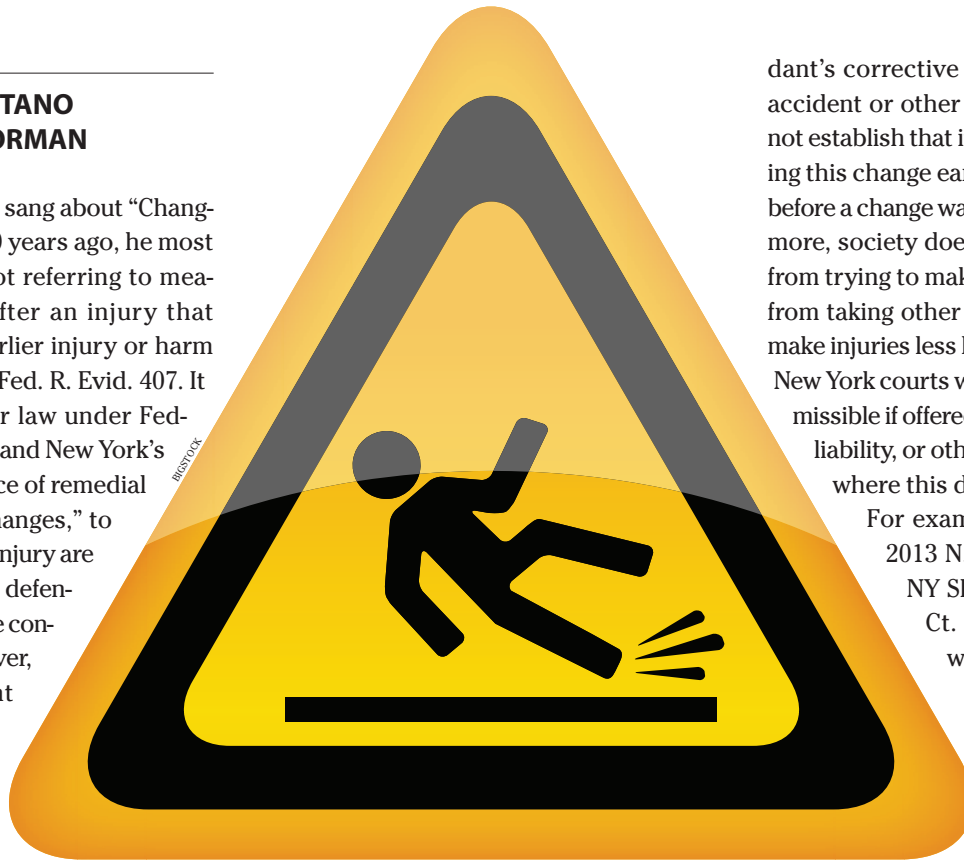 TANO
ORMAN
sang about “Chang-
years ago, he most
ot referring to mea-
fter an injury that
rlier injury or harm
Fed. R. Evid. 407. It
r law under Fed-
and New York’s
ce of remedial
anges,” to
njury are
defen-
e con-
ver,
BIGSTOCK
dant’s corrective
accident or other
not establish that i
ing this change ear
before a change wa
more, society doe
from trying to mak
from taking other
make injuries less l
New York courts w
missible if offered
liability, or oth
where this d
For exam
2013 N.
NY Sl
Ct.
w